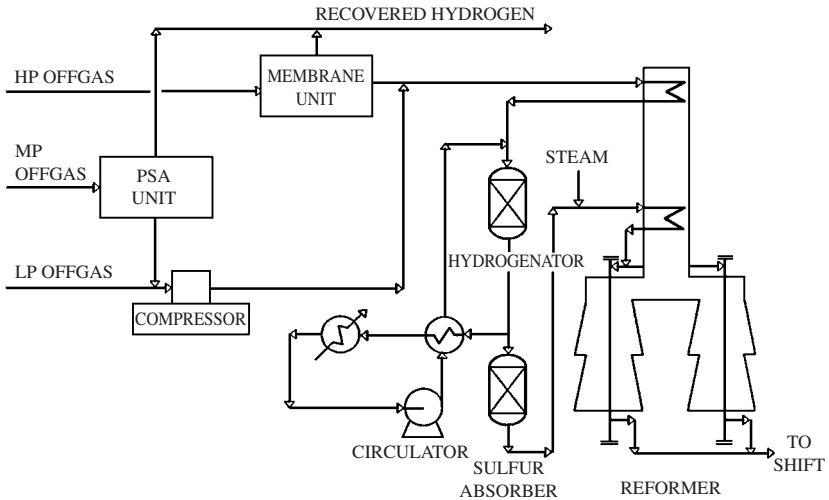 RECOVERED HYDROGEN
HP OFFGAS
MEMBRANE
UNIT
MP
OFFGAS
PSA
UNIT
STEAM
LP OFFGAS
HYDROGENATOR
COMPRESSOR
CIRCULATOR
SULFUR
ABSORBER
REFORMER
TO
SHIFT